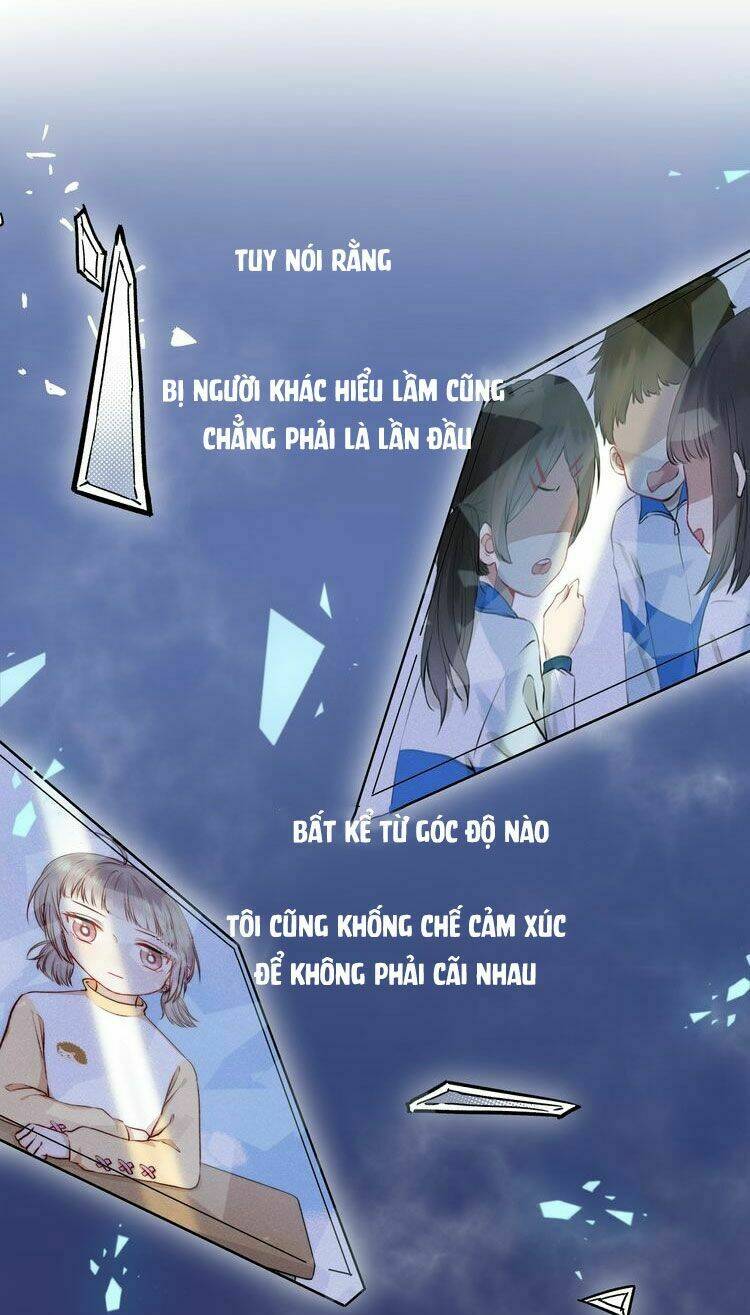 TUY NÓI RẰNG
BỊ NGƯỜI KHÁC HIỂU LẦM CŨNG
CHẲNG PHẢI LÀ LẦN ĐẦU
BẤT KỂ TỪ GÓC ĐỘ NÀO
TÔI CŨNG KHỐNG CHẾ CẢM XÚC
ĐỂ KHÔNG PHẢI CÃI NHAU